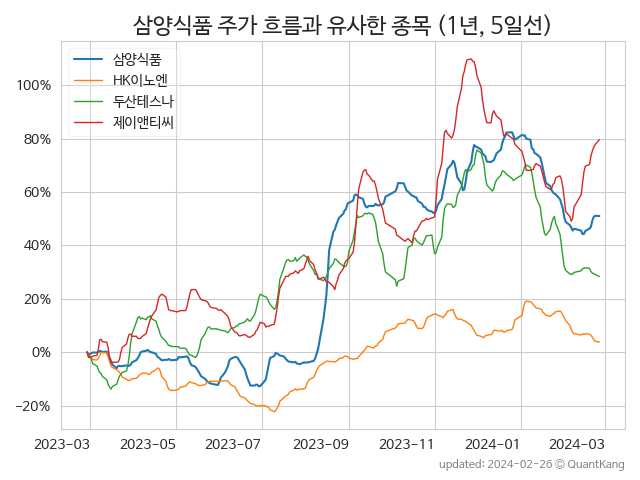 삼양식품 주가 흐름과 유사한 종목 (1년, 5일선)
삼양식품
HK이노엔
두산테스나
제이앤티씨
100%
80%
60%
40%
20%
0%
−20%
2023-03 2023-05 2023-07 2023-09 2023-11 2024-01 2024-03
updated: 2024-02-26 © QuantKang